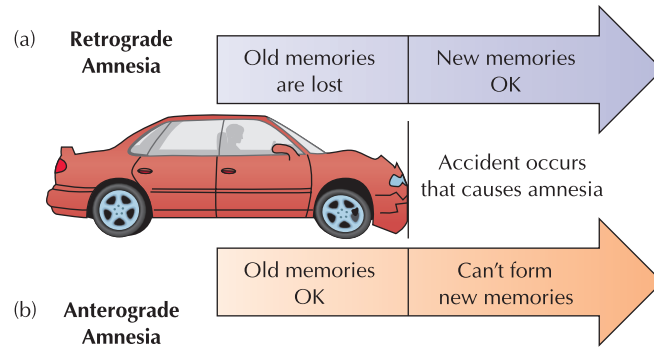 (a)
Retrograde
Amnesia
Old memories
are lost
New memories
OK
Accident occurs
that causes amnesia
Old memories
OK
Can't form
new memories
(b)
Anterograde
Amnesia